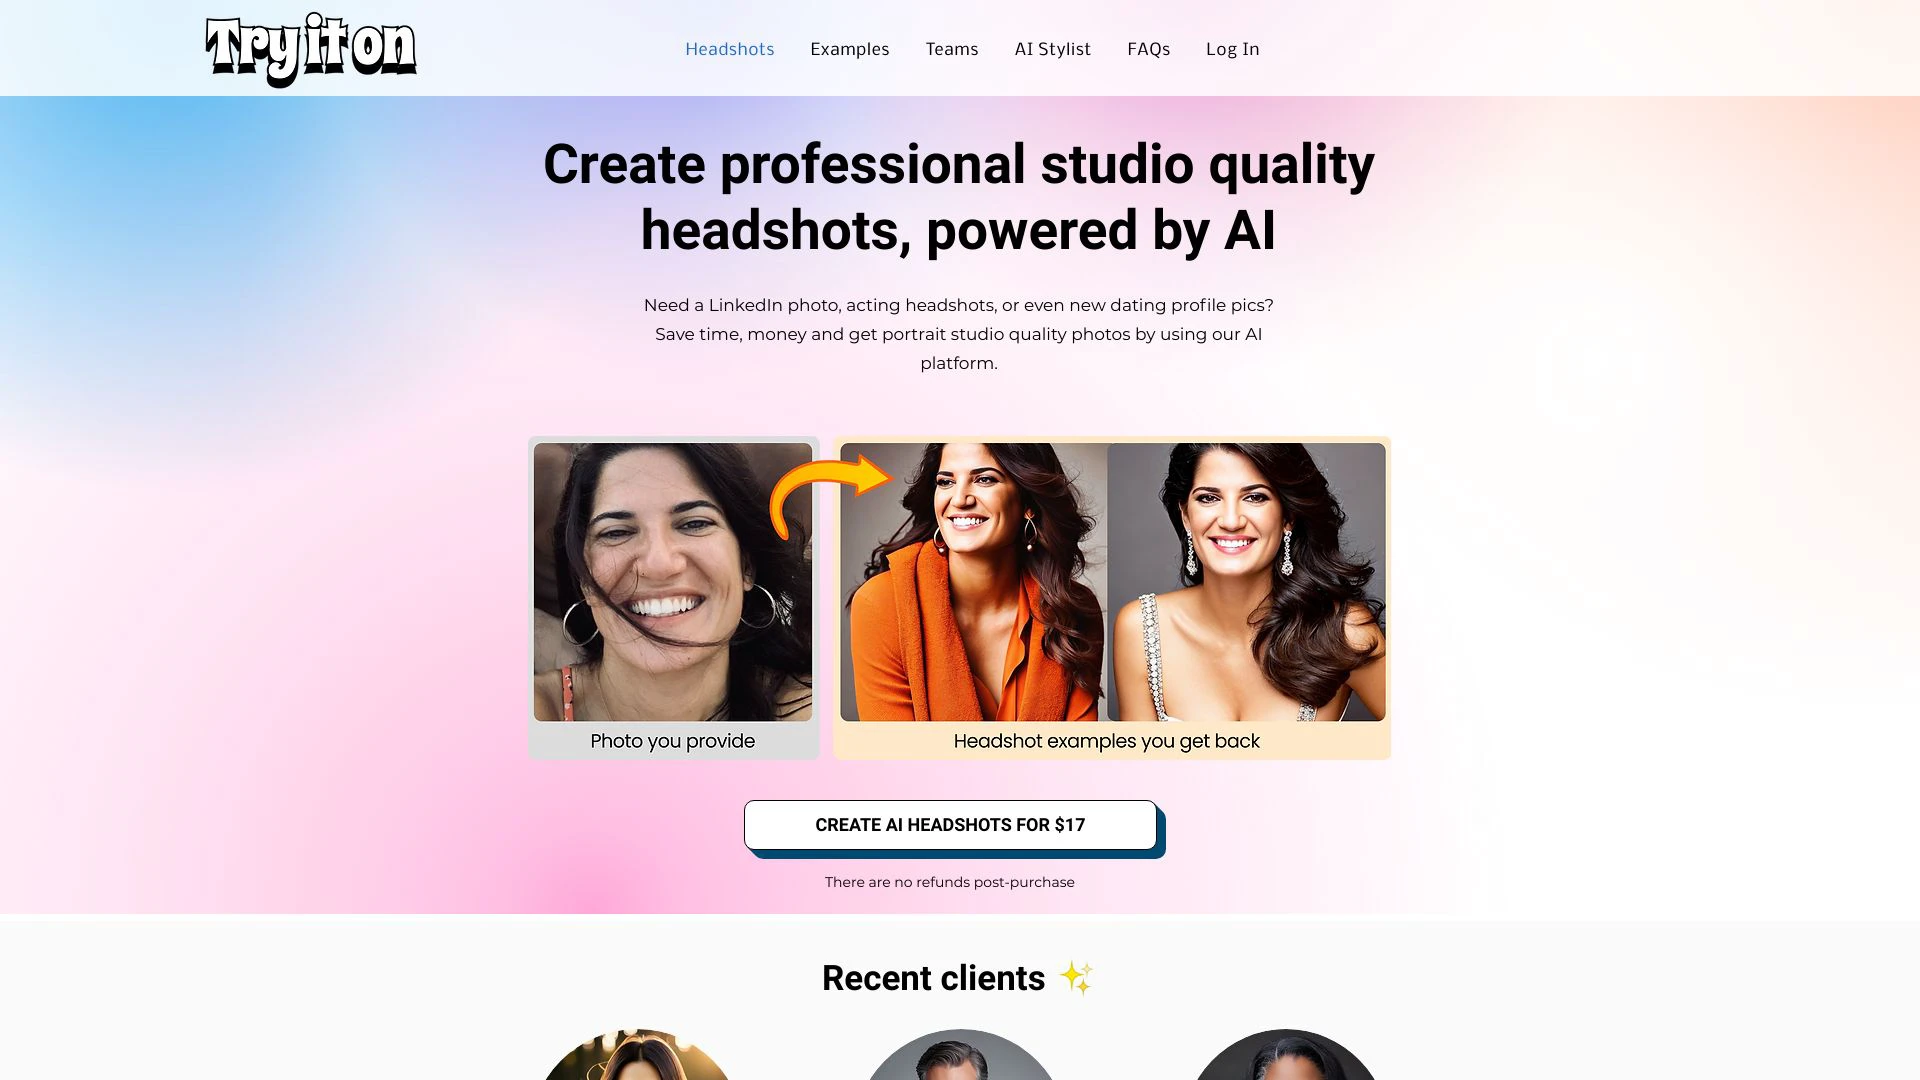 Tryiton
Headshots
Examples
Teams
AI Stylist
FAQs
Log In
Create professional studio quality
headshots, powered by AI
Need a LinkedIn photo, acting headshots, or even new dating profile pics?
Save time, money and get portrait studio quality photos by using our AI
platform.
Photo you provide
Headshot examples you get back
CREATE AI HEADSHOTS FOR $17
There are no refunds post-purchase
Recent clients ✨